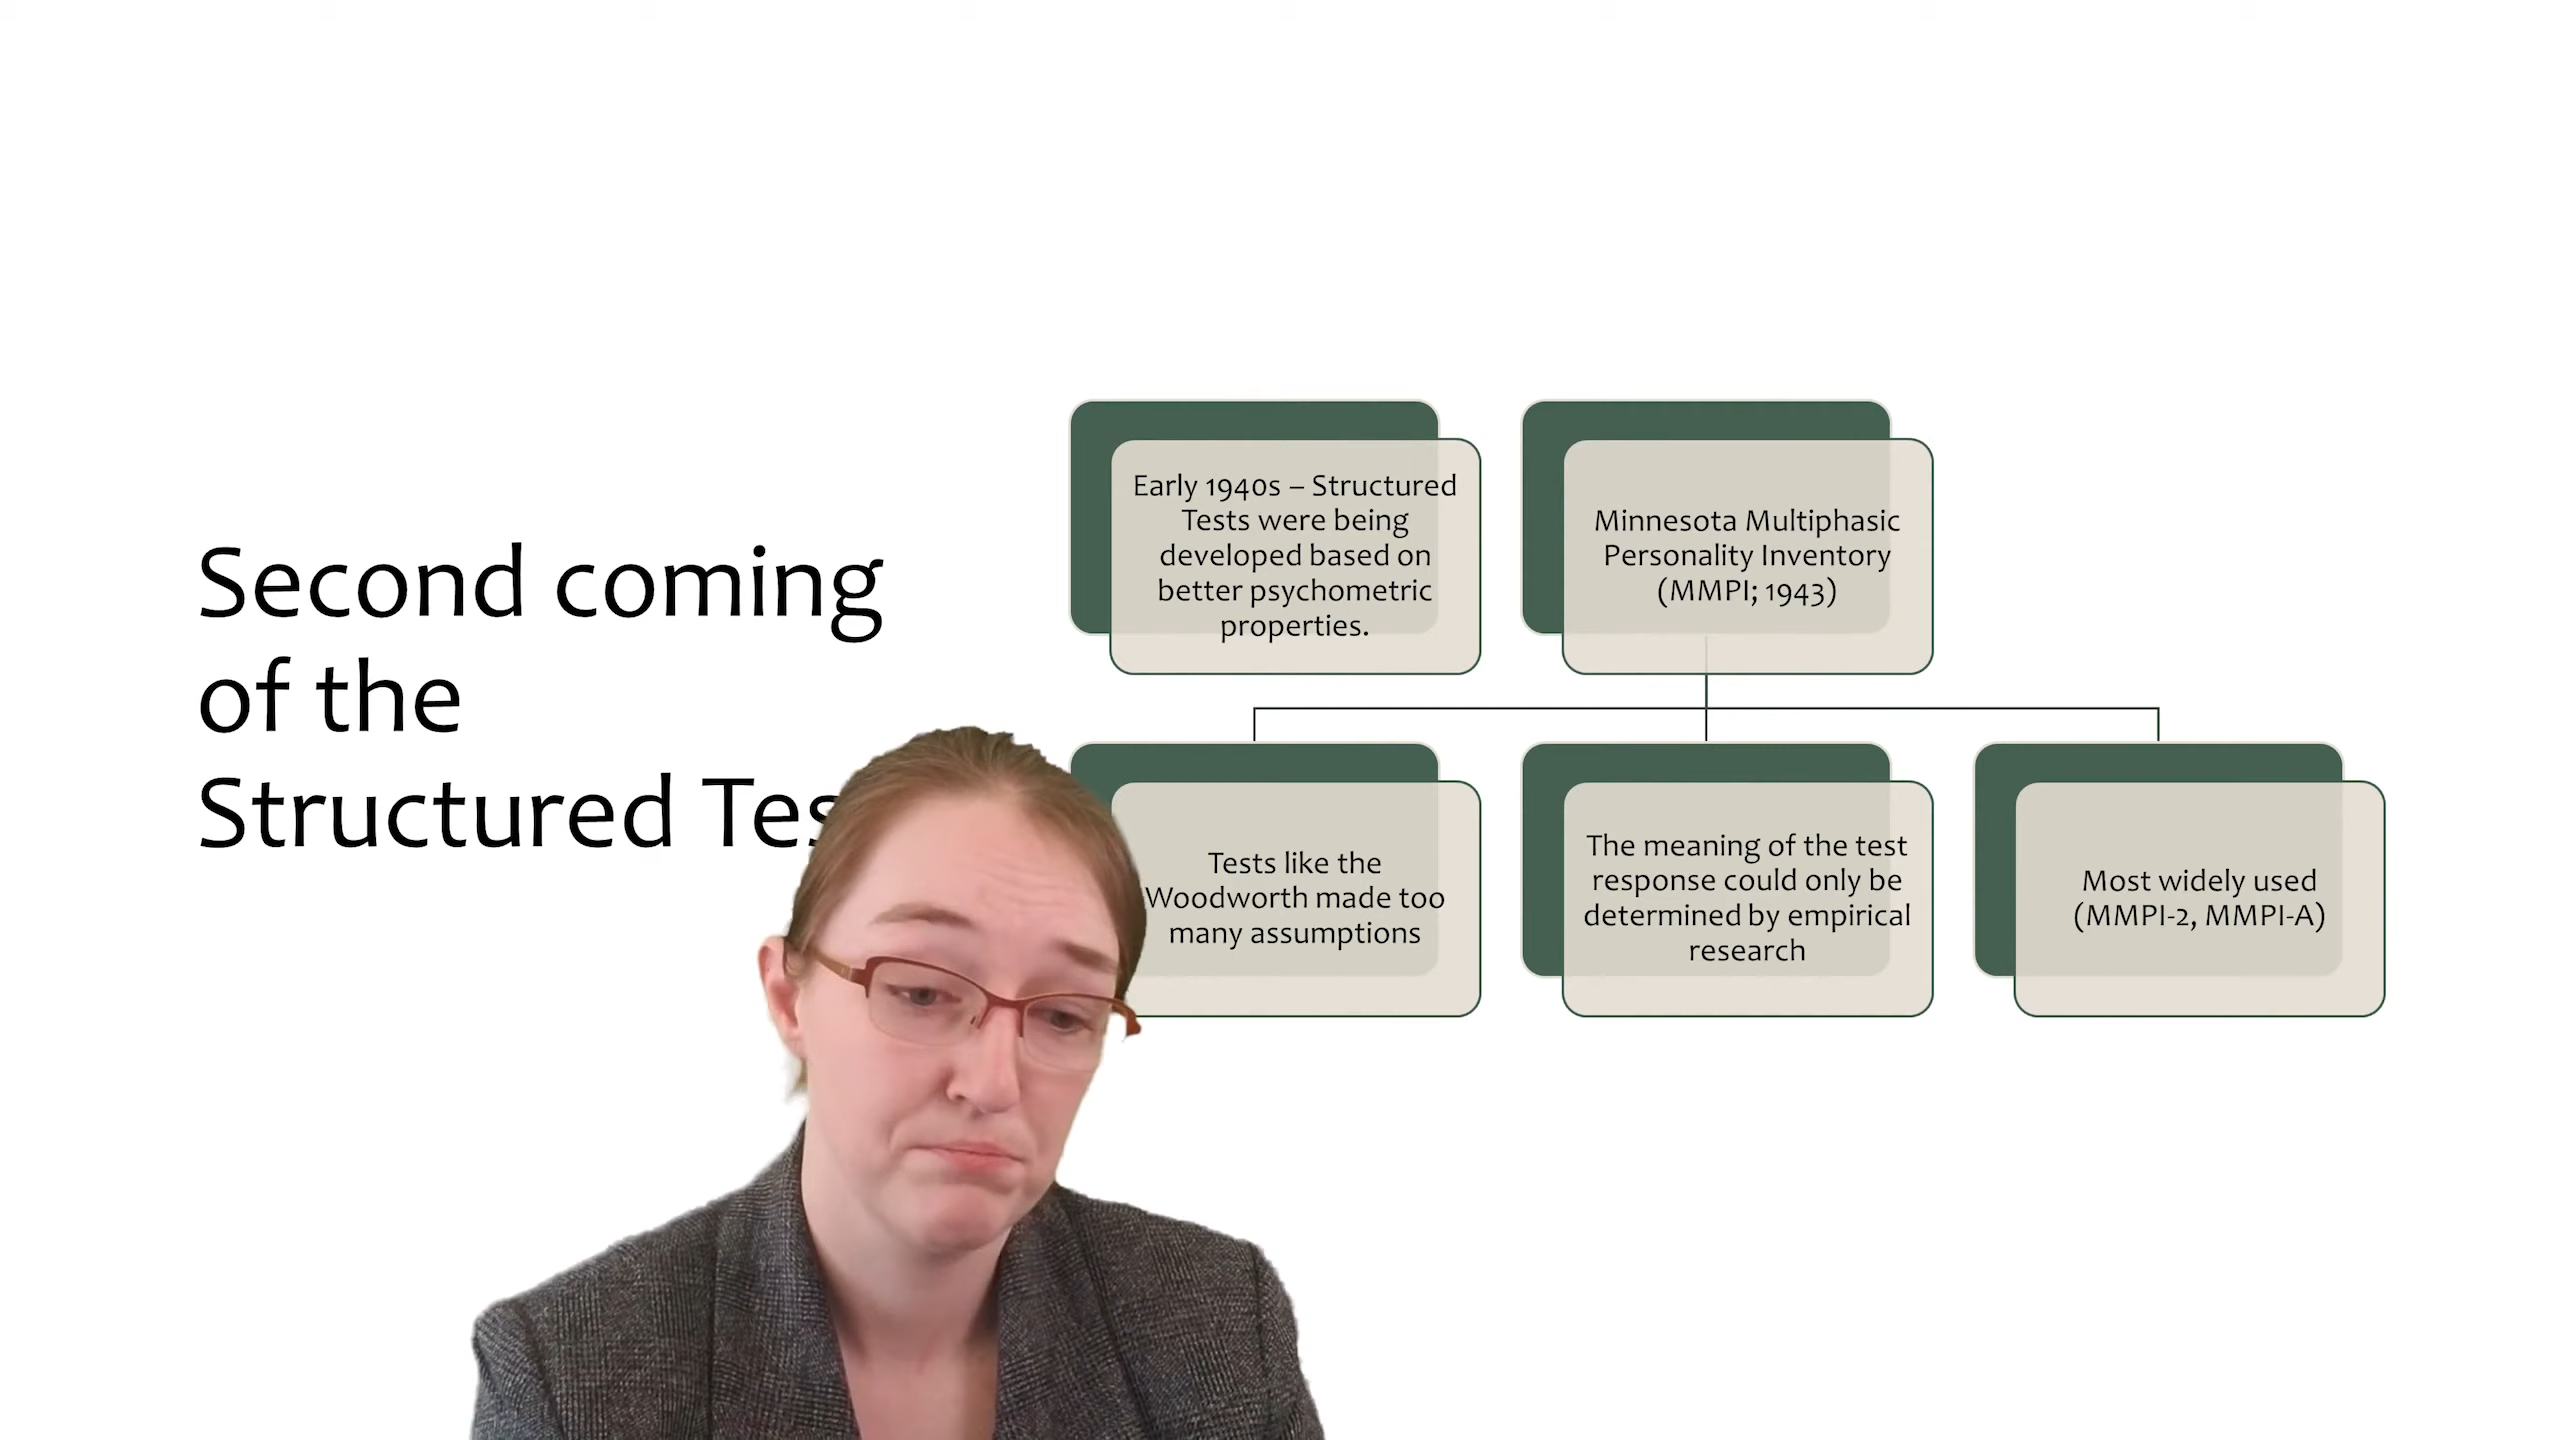 Second coming
of the
Structured
Early 1940s – Structured
Tests were being
developed based on
better psychometric
properties.
Minnesota Multiphasic
Personality Inventory
(MMPI; 1943)
Tests like the
Woodworth made too
many assumptions
The meaning of the test
response could only be
determined by empirical
research
Most widely used
(MMPI-2, MMPI-A)